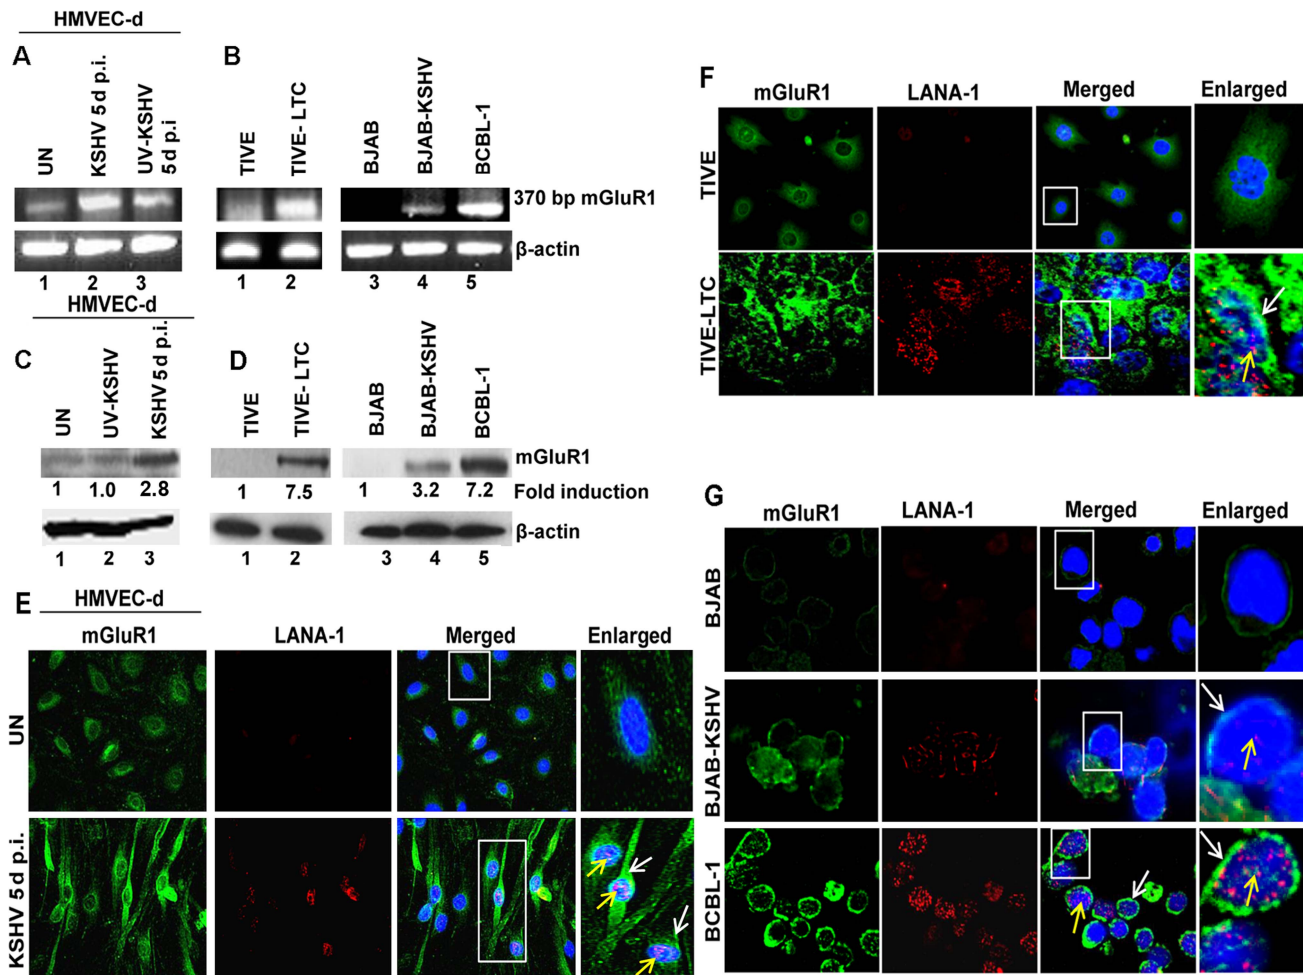 HMVEC-d
A
UN
KSHV 5 d p.i.
UV-KSHV
5 d p.i
1 2 3
B
TIVE
TIVE- LTC
BJAB
BJAB-KSHV
BCBL-1
370 bp mGluR1
β-actin
1 2 3 4 5
HMVEC-d
C
UN
UV-KSHV
KSHV 5 d p.i.
1 1.0 2.8
1 2 3
D
TIVE
TIVE- LTC
BJAB
BJAB-KSHV
BCBL-1
mGluR1
1 7.5 1 3.2 7.2 Fold induction
β-actin
1 2 3 4 5
E
HMVEC-d
mGluR1 LANA-1 Merged Enlarged
UN
KSHV 5 d p.i.
F
mGluR1 LANA-1 Merged Enlarged
TIVE
TIVE-LTC
G
mGluR1 LANA-1 Merged Enlarged
BJAB
BJAB-KSHV
BCBL-1